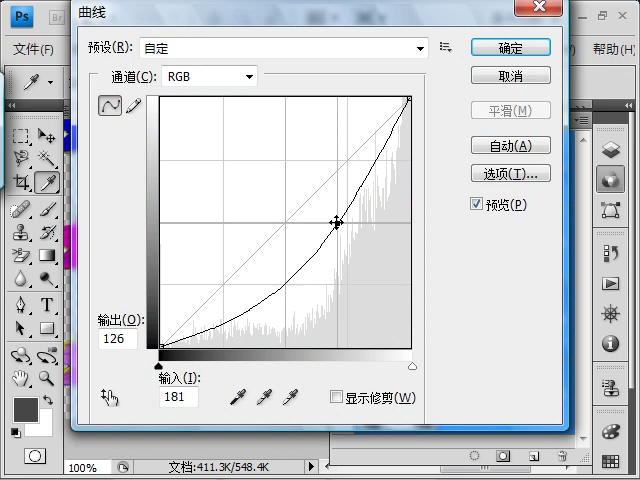 曲线
Ps
Br
文件(F)
帮助(H)
预设(R): 自定
确定
通道(C): RGB
取消
平滑(M)
自动(A)
选项(T)...
预览(P)
输出(O):
126
输入(I):
181
显示修剪(W)
T
100%
文档:411.3K/548.4K